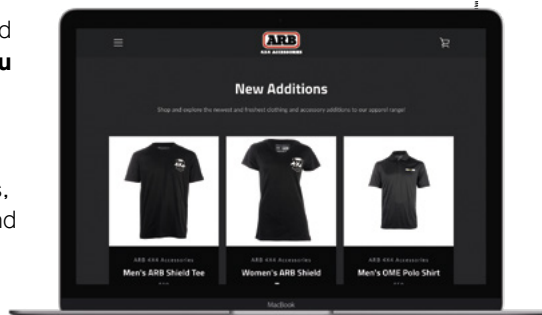 d
u
s,
nd
ARB
4X4 ACCESSORIES
New Additions
Shop and explore the newest and freshest clothing and accessory additions to our apparel range!
ARB 4X4 Accessories
Men's ARB Shield Tee
ARB 4X4 Accessories
Women's ARB Shield
ARB 4X4 Accessories
Men's OME Polo Shirt
MacBook